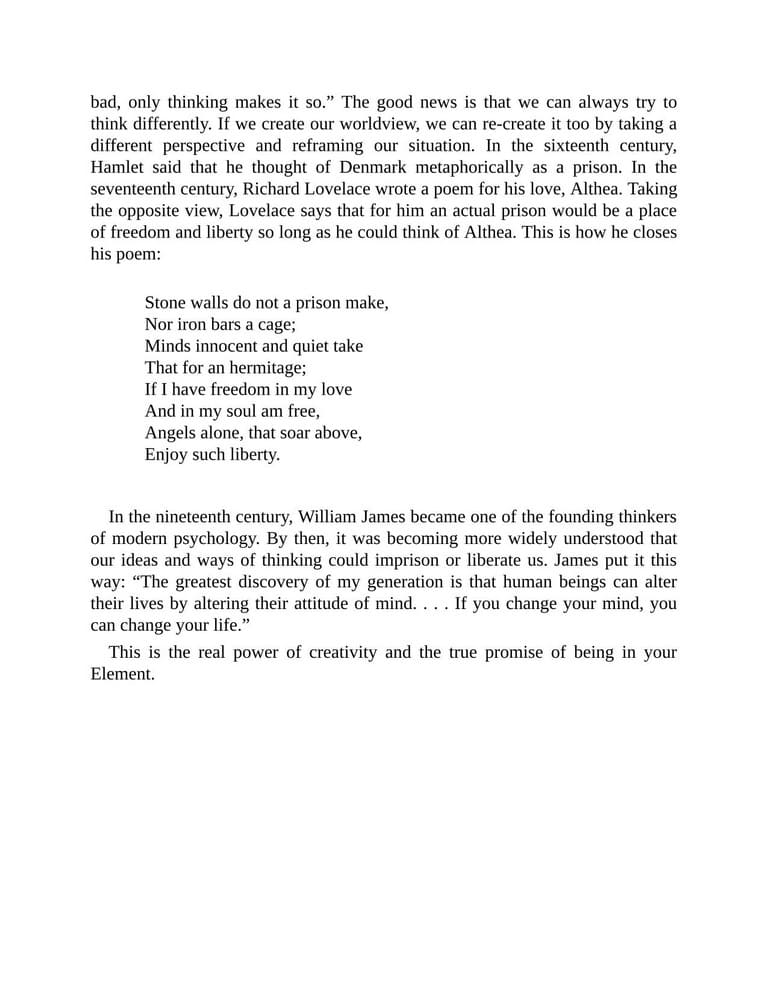 bad, only thinking makes it so.” The good news is that we can always try to
think differently. If we create our worldview, we can re-create it too by taking a
different perspective and reframing our situation. In the sixteenth century,
Hamlet said that he thought of Denmark metaphorically as a prison. In the
seventeenth century, Richard Lovelace wrote a poem for his love, Althea. Taking
the opposite view, Lovelace says that for him an actual prison would be a place
of freedom and liberty so long as he could think of Althea. This is how he closes
his poem:
Stone walls do not a prison make,
Nor iron bars a cage;
Minds innocent and quiet take
That for an hermitage;
If I have freedom in my love
And in my soul am free,
Angels alone, that soar above,
Enjoy such liberty.
In the nineteenth century, William James became one of the founding thinkers
of modern psychology. By then, it was becoming more widely understood that
our ideas and ways of thinking could imprison or liberate us. James put it this
way: “The greatest discovery of my generation is that human beings can alter
their lives by altering their attitude of mind. . . . If you change your mind, you
can change your life.”
This is the real power of creativity and the true promise of being in your
Element.